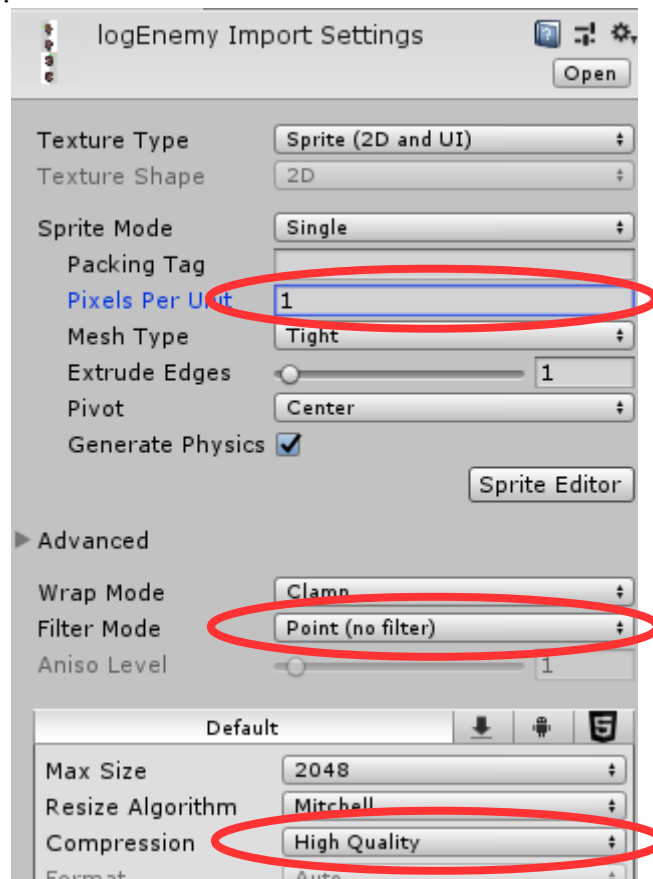 logEnemy Import Settings
Open
Texture Type Sprite (2D and UI)
Texture Shape 2D
Sprite Mode Single
Packing Tag
Pixels Per Unit 1
Mesh Type Tight
Extrude Edges 1
Pivot Center
Generate Physics
Sprite Editor
Advanced
Wrap Mode Clamp
Filter Mode Point (no filter)
Aniso Level 1
Default
Max Size 2048
Resize Algorithm Mitchell
Compression High Quality
Format Auto